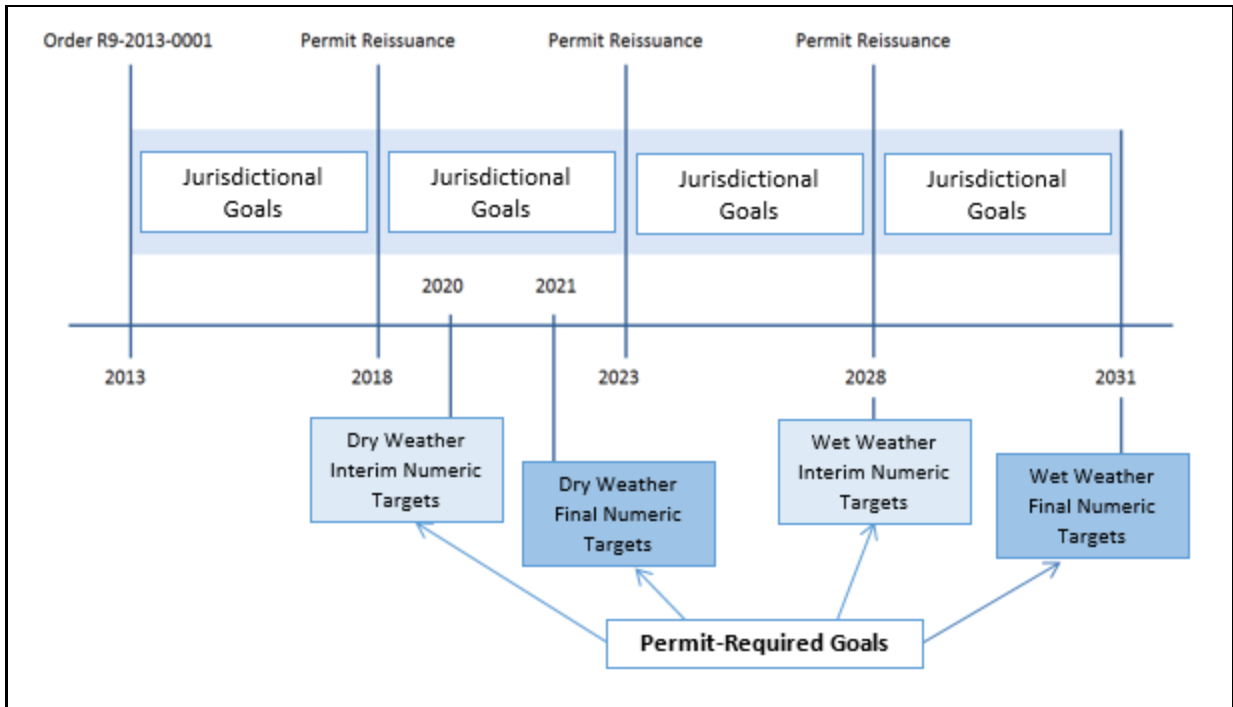 Order R9-2013-0001
Permit Reissuance
Permit Reissuance
Permit Reissuance
Jurisdictional
Goals
Jurisdictional
Goals
Jurisdictional
Goals
Jurisdictional
Goals
2020
2021
2013
2018
2023
2028
2031
Dry Weather
Interim Numeric
Targets
Dry Weather
Final Numeric
Targets
Wet Weather
Interim Numeric
Targets
Wet Weather
Final Numeric
Targets
Permit-Required Goals